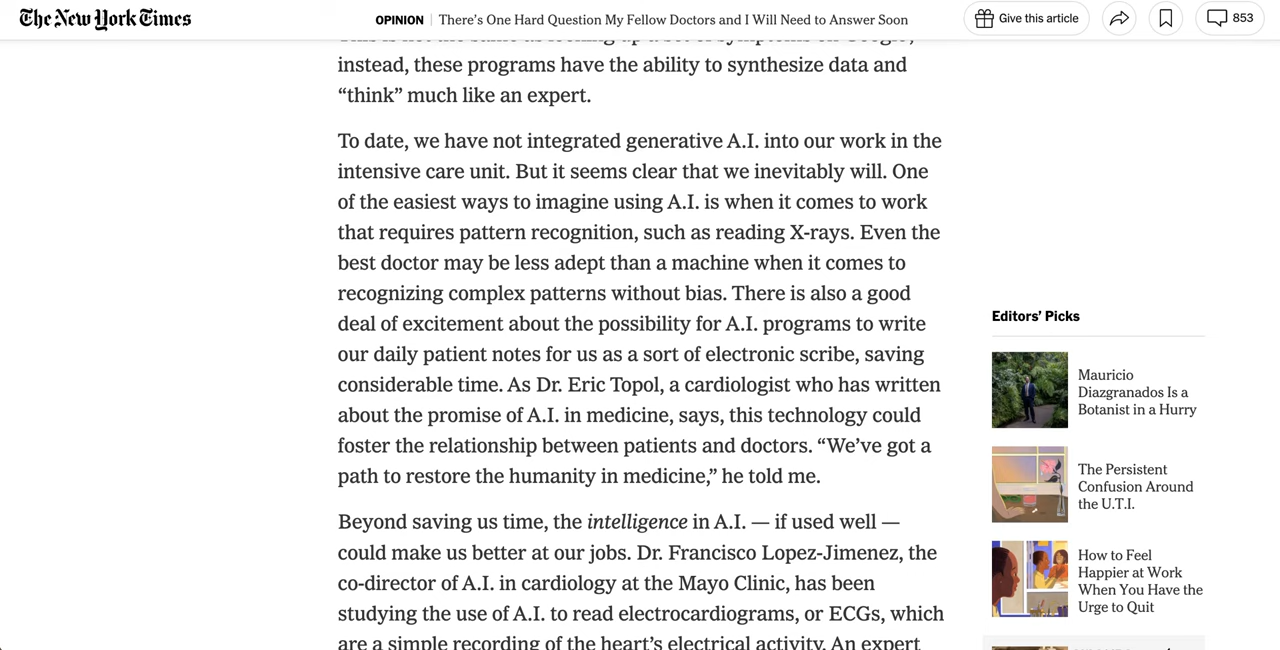 The New York Times
OPINION | There's One Hard Question My Fellow Doctors and I Will Need to Answer Soon
Give this article
853
instead, these programs have the ability to synthesize data and
“think” much like an expert.
To date, we have not integrated generative A.I. into our work in the
intensive care unit. But it seems clear that we inevitably will. One
of the easiest ways to imagine using A.I. is when it comes to work
that requires pattern recognition, such as reading X-rays. Even the
best doctor may be less adept than a machine when it comes to
recognizing complex patterns without bias. There is also a good
deal of excitement about the possibility for A.I. programs to write
our daily patient notes for us as a sort of electronic scribe, saving
considerable time. As Dr. Eric Topol, a cardiologist who has written
about the promise of A.I. in medicine, says, this technology could
foster the relationship between patients and doctors. “We’ve got a
path to restore the humanity in medicine,” he told me.
Beyond saving us time, the intelligence in A.I. — if used well —
could make us better at our jobs. Dr. Francisco Lopez-Jimenez, the
co-director of A.I. in cardiology at the Mayo Clinic, has been
studying the use of A.I. to read electrocardiograms, or ECGs, which
are a simple recording of the heart’s electrical activity. An expert
Editors’ Picks
Mauricio
Diazgranados Is a
Botanist in a Hurry
The Persistent
Confusion Around
the U.T.I.
How to Feel
Happier at Work
When You Have the
Urge to Quit